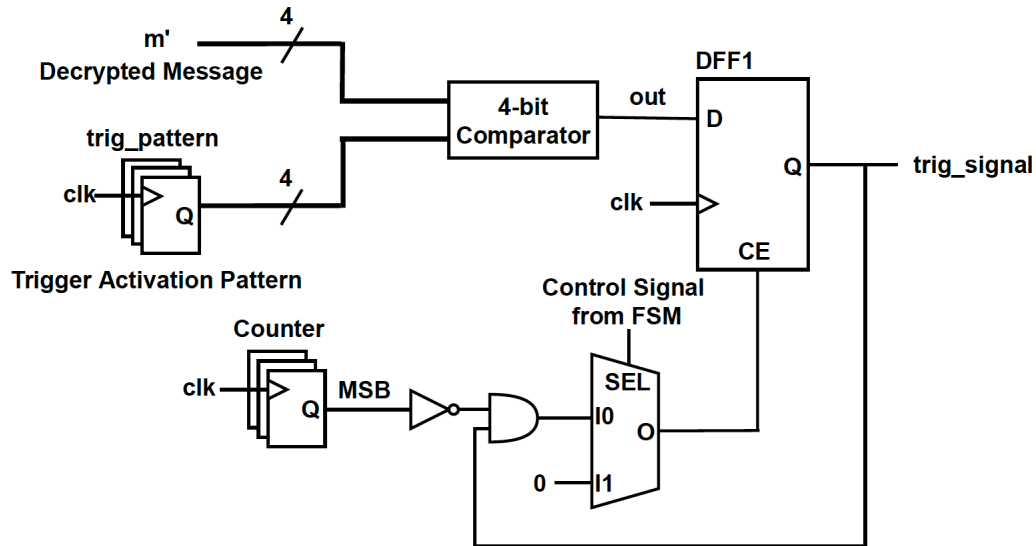 4
m'
Decrypted Message
DFF1
out
4-bit
Comparator
D
trig_pattern
4
clk
Q
Q
trig_signal
clk
CE
Trigger Activation Pattern
Control Signal
from FSM
Counter
SEL
clk
MSB
Q
I0
O
0
I1